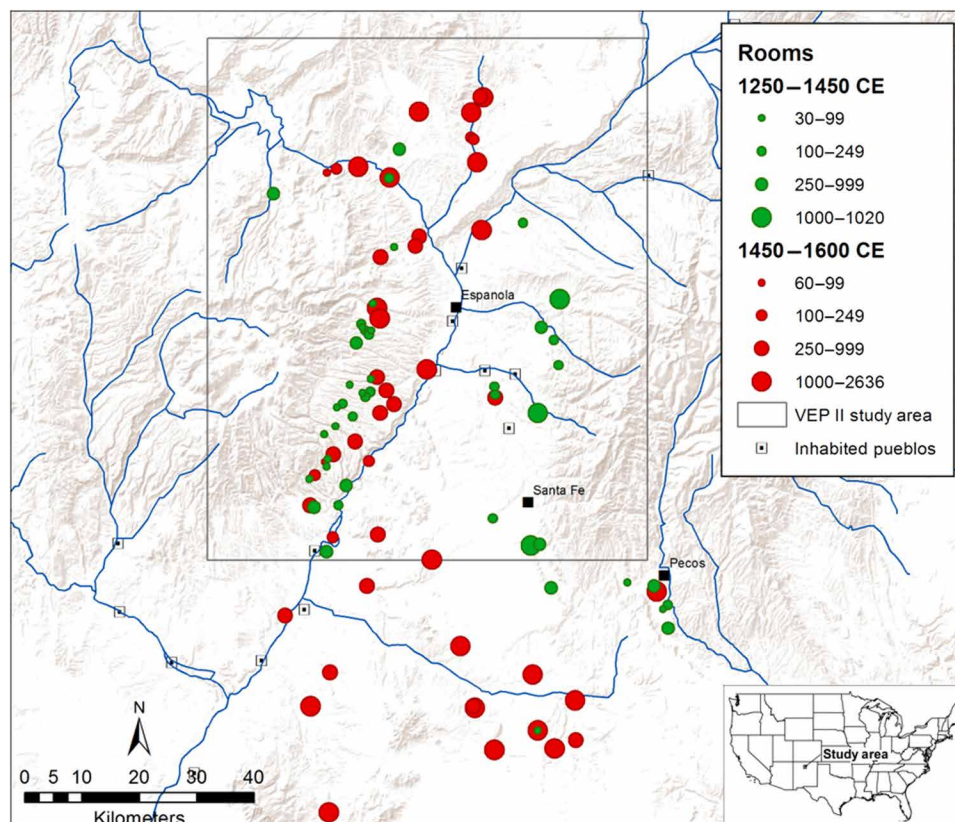 Rooms
1250–1450 CE
30–99
100–249
250–999
1000–1020
1450–1600 CE
60–99
100–249
250–999
1000–2636
VEP II study area
Inhabited pueblos
Espanola
Santa Fe
Pecos
N
0 5 10 20 30 40
Kilometers
Study area